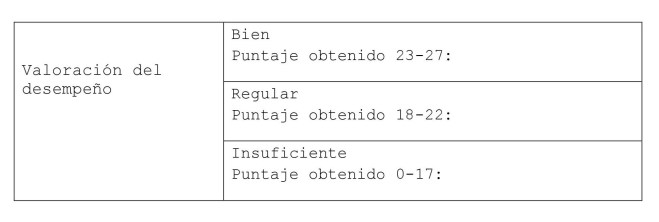 Valoración del
desempeño
Bien
Puntaje obtenido 23-27:
Regular
Puntaje obtenido 18-22:
Insuficiente
Puntaje obtenido 0-17: